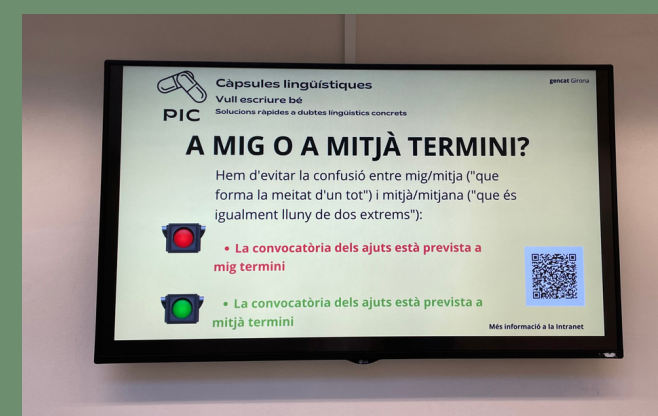 Càpsules lingüístiques
gencat Girona
Vull escriure bé
PIC
Solucions ràpides a dubtes lingüístics concrets
A MIG O A MITJÀ TERMINI?
Hem d'evitar la confusió entre mig/mitja ("que
forma la meitat d'un tot") i mitjà/mitjana ("que és
igualment lluny de dos extrems"):
• La convocatòria dels ajuts està prevista a
mig termini
• La convocatòria dels ajuts està prevista a
mitjà termini
Més informació a la Intranet